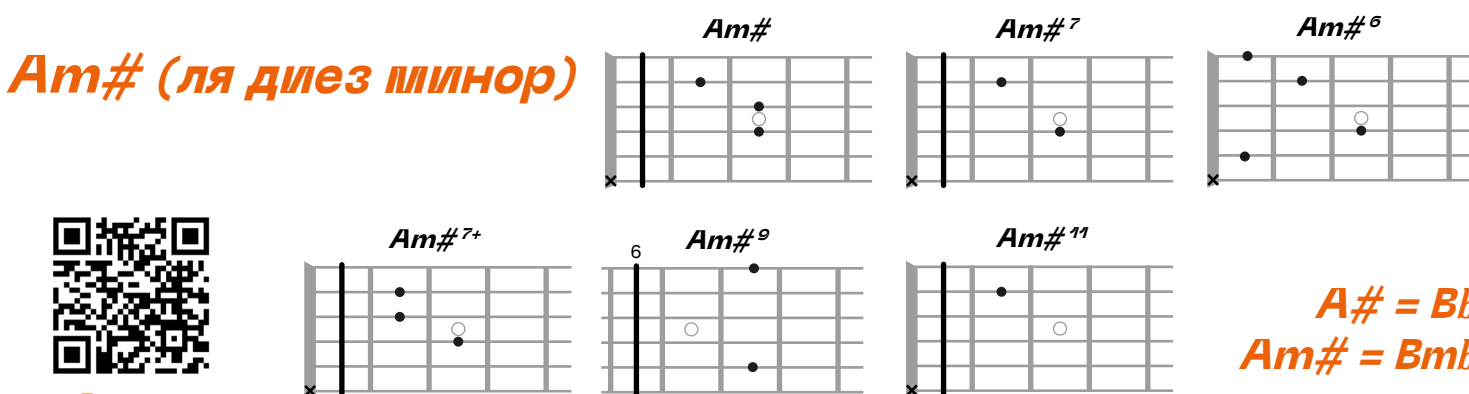 Am# (ля диез минор)
Am#
Am#7
Am#6
Am#7+
6
Am#9
Am#11
A# = Bb
Am# = Bmb